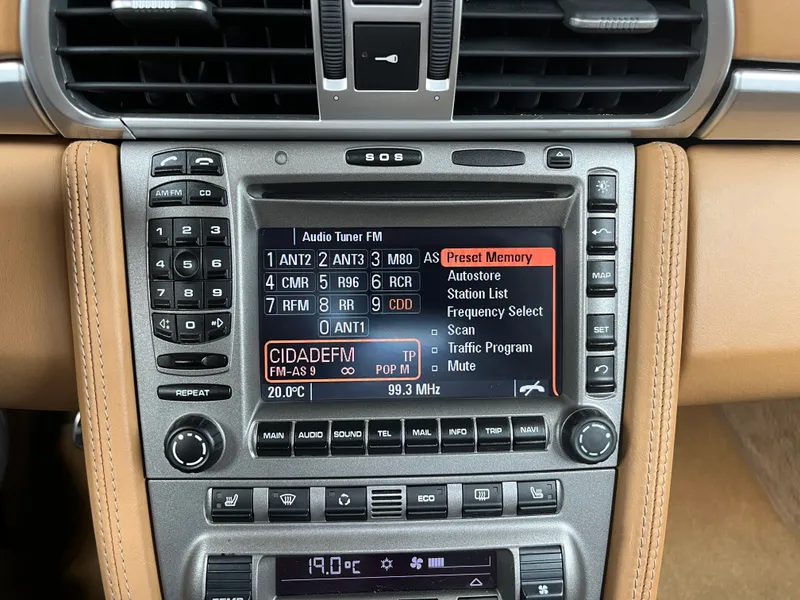 SOS
AM FM CD
1 2 3
4 5 6
7 8 9
0
REPEAT
MAP
SET
Audio Tuner FM
1 ANT2 2 ANT3 3 M80 AS Preset Memory
Autostore
4 CMR 5 R96 6 RCR
Station List
7 RFM 8 RR 9 CDD
Frequency Select
0 ANT1
Scan
CIDADEFM TP
Traffic Program
FM-AS 9 ∞ POP M
Mute
20.0°C 99.3 MHz
MAIN AUDIO SOUND TEL MAIL INFO TRIP NAVI
ECO
19.0°C
TEMP